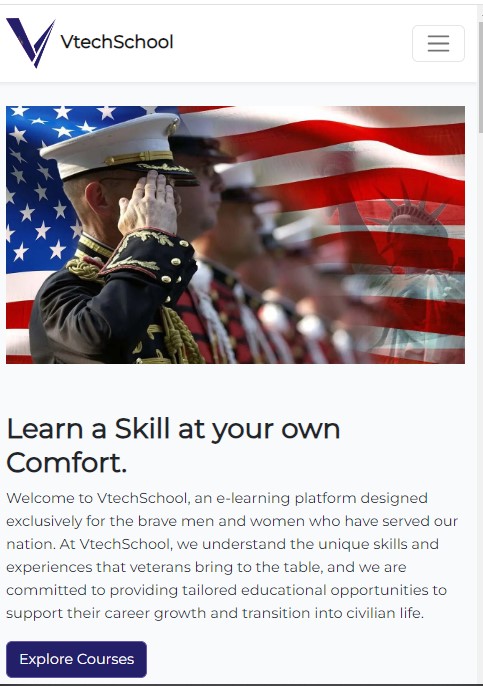 VtechSchool
Learn a Skill at your own
Comfort.
Welcome to VtechSchool, an e-learning platform designed
exclusively for the brave men and women who have served our
nation. At VtechSchool, we understand the unique skills and
experiences that veterans bring to the table, and we are
committed to providing tailored educational opportunities to
support their career growth and transition into civilian life.
Explore Courses